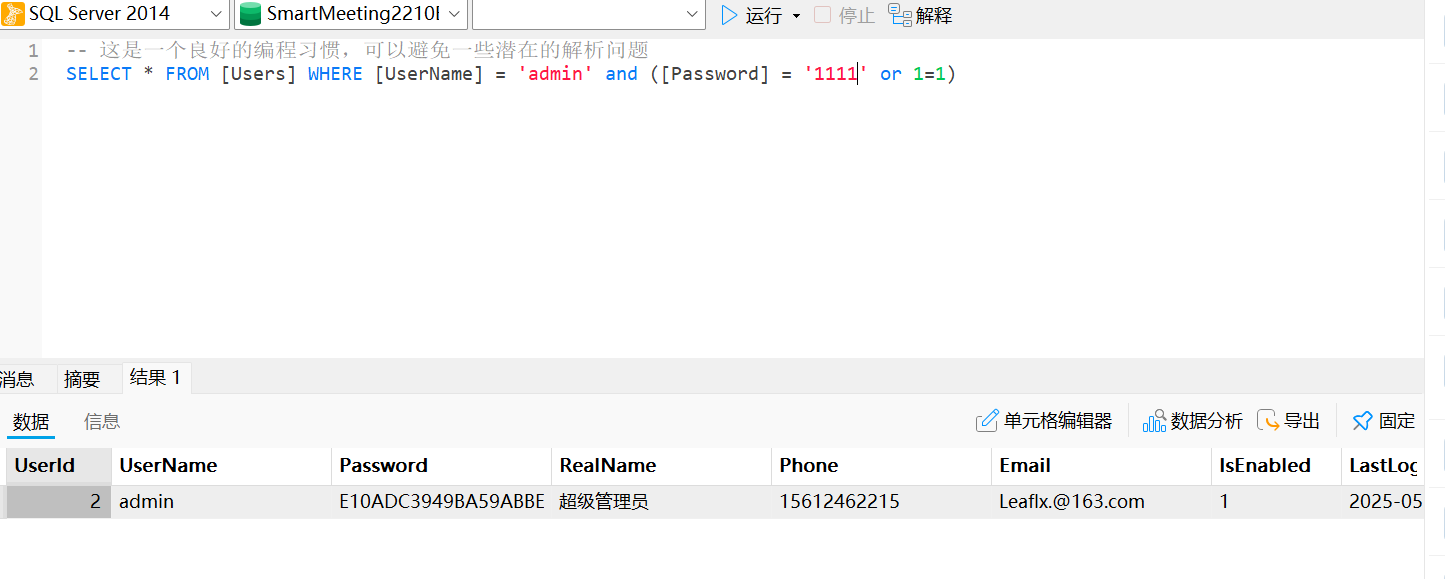 SQL Server 2014 SmartMeeting2210 运行 停止 解释
1 -- 这是一个良好的编程习惯，可以避免一些潜在的解析问题
2 SELECT * FROM [Users] WHERE [UserName] = 'admin' and ([Password] = '1111' or 1=1)
消息 摘要 结果 1
数据 信息 单元格编辑器 数据分析 导出 固定
UserId UserName Password RealName Phone Email IsEnabled LastLog
2 admin E10ADC3949BA59ABBE 超级管理员 15612462215 Leaflx.@163.com 1 2025-05